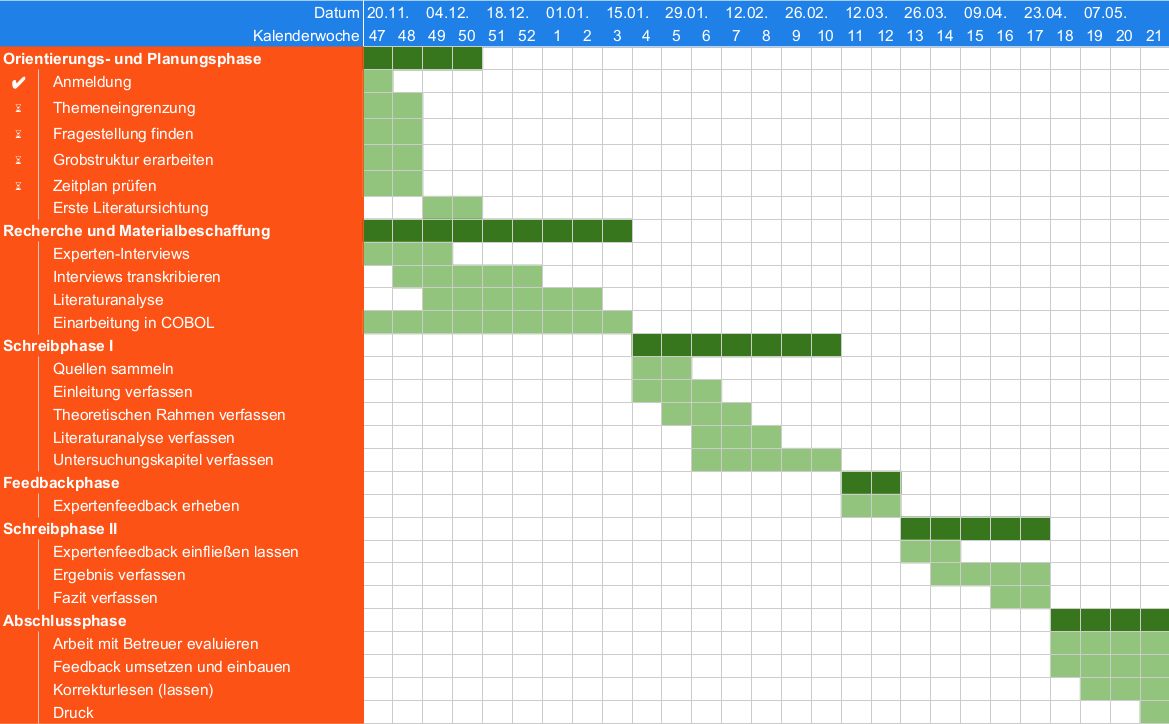 Datum 20.11. 04.12. 18.12. 01.01. 15.01. 29.01. 12.02. 26.02. 12.03. 26.03. 09.04. 23.04. 07.05.
Kalenderwoche 47 48 49 50 51 52 1 2 3 4 5 6 7 8 9 10 11 12 13 14 15 16 17 18 19 20 21
Orientierungs- und Planungsphase
✔ Anmeldung
⌛ Themeneingrenzung
⌛ Fragestellung finden
⌛ Grobstruktur erarbeiten
⌛ Zeitplan prüfen
Erste Literatursichtung
Recherche und Materialbeschaffung
Experten-Interviews
Interviews transkribieren
Literaturanalyse
Einarbeitung in COBOL
Schreibphase I
Quellen sammeln
Einleitung verfassen
Theoretischen Rahmen verfassen
Literaturanalyse verfassen
Untersuchungskapitel verfassen
Feedbackphase
Expertenfeedback erheben
Schreibphase II
Expertenfeedback einfließen lassen
Ergebnis verfassen
Fazit verfassen
Abschlussphase
Arbeit mit Betreuer evaluieren
Feedback umsetzen und einbauen
Korrekturlesen (lassen)
Druck